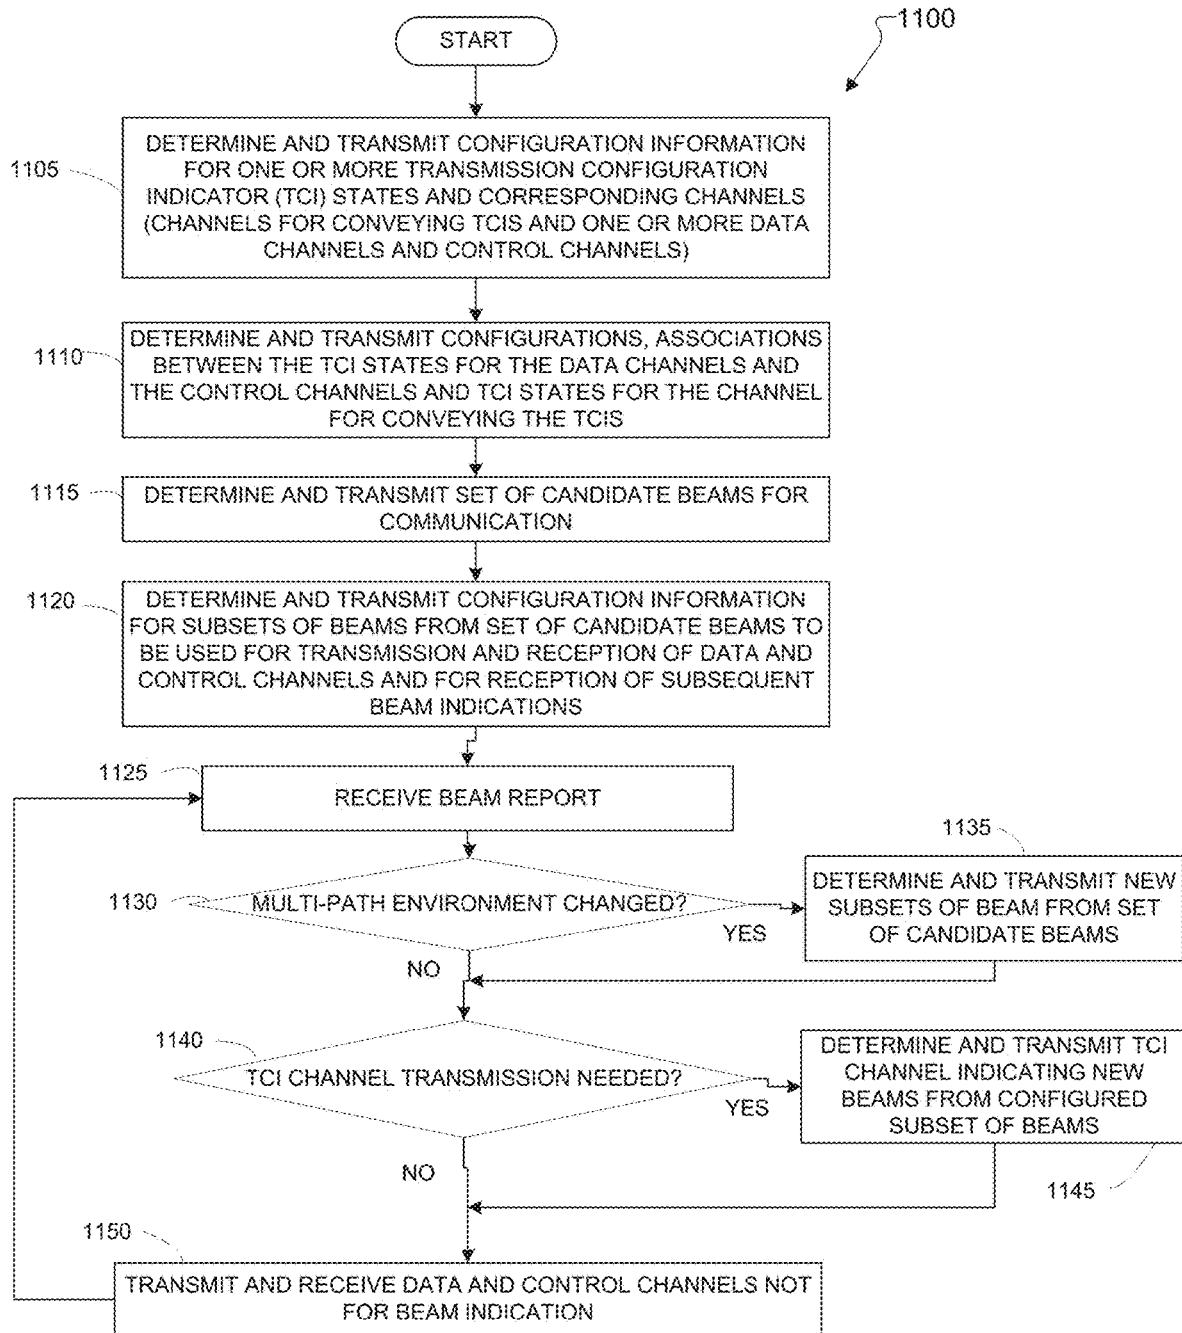 1100
START
1105
DETERMINE AND TRANSMIT CONFIGURATION INFORMATION
FOR ONE OR MORE TRANSMISSION CONFIGURATION
INDICATOR (TCI) STATES AND CORRESPONDING CHANNELS
(CHANNELS FOR CONVEYING TCIS AND ONE OR MORE DATA
CHANNELS AND CONTROL CHANNELS)
1110
DETERMINE AND TRANSMIT CONFIGURATIONS, ASSOCIATIONS
BETWEEN THE TCI STATES FOR THE DATA CHANNELS AND
THE CONTROL CHANNELS AND TCI STATES FOR THE CHANNEL
FOR CONVEYING THE TCIS
1115
DETERMINE AND TRANSMIT SET OF CANDIDATE BEAMS FOR
COMMUNICATION
1120
DETERMINE AND TRANSMIT CONFIGURATION INFORMATION
FOR SUBSETS OF BEAMS FROM SET OF CANDIDATE BEAMS TO
BE USED FOR TRANSMISSION AND RECEPTION OF DATA AND
CONTROL CHANNELS AND FOR RECEPTION OF SUBSEQUENT
BEAM INDICATIONS
1125
RECEIVE BEAM REPORT
1130
MULTI-PATH ENVIRONMENT CHANGED?
YES
NO
1135
DETERMINE AND TRANSMIT NEW
SUBSETS OF BEAM FROM SET
OF CANDIDATE BEAMS
1140
TCI CHANNEL TRANSMISSION NEEDED?
YES
NO
DETERMINE AND TRANSMIT TCI
CHANNEL INDICATING NEW
BEAMS FROM CONFIGURED
SUBSET OF BEAMS
1145
1150
TRANSMIT AND RECEIVE DATA AND CONTROL CHANNELS NOT
FOR BEAM INDICATION